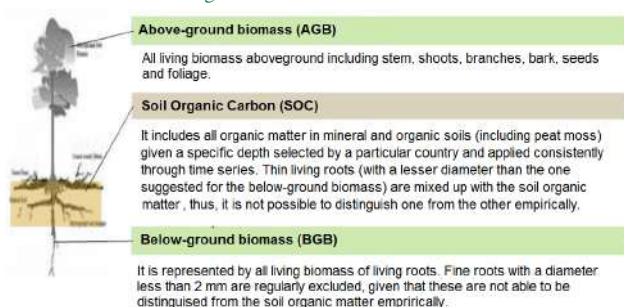 Above-ground biomass (AGB)
All living biomass aboveground including stem, shoots, branches, bark, seeds
and foliage.
Soil Organic Carbon (SOC)
It includes all organic matter in mineral and organic soils (including peat moss)
given a specific depth selected by a particular country and applied consistently
through time series. Thin living roots (with a lesser diameter than the one
suggested for the below-ground biomass) are mixed up with the soil organic
matter , thus, it is not possible to distinguish one from the other empirically.
Below-ground biomass (BGB)
It is represented by all living biomass of living roots. Fine roots with a diameter
less than 2 mm are regularly excluded, given that these are not able to be
distinguised from the soil organic matter emprirically.